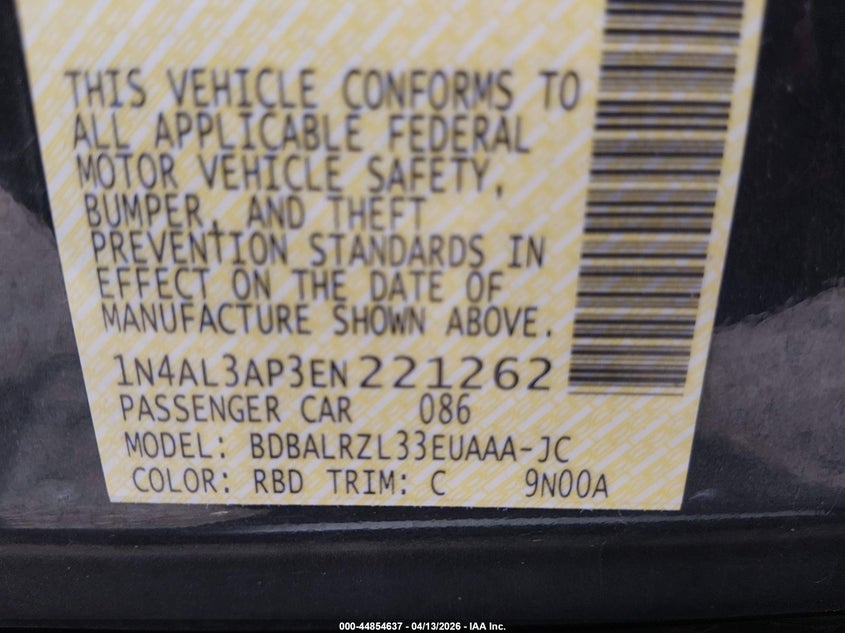 THIS VEHICLE CONFORMS TO
ALL APPLICABLE FEDERAL
MOTOR VEHICLE SAFETY,
BUMPER, AND THEFT
PREVENTION STANDARDS IN
EFFECT ON THE DATE OF
MANUFACTURE SHOWN ABOVE.
1N4AL3AP3EN221262
PASSENGER CAR 086
MODEL: BDBALRZL33EUAAA-JC
COLOR: RBD TRIM: C 9N00A
000-44854637 - 04/13/2026 - IAA Inc.